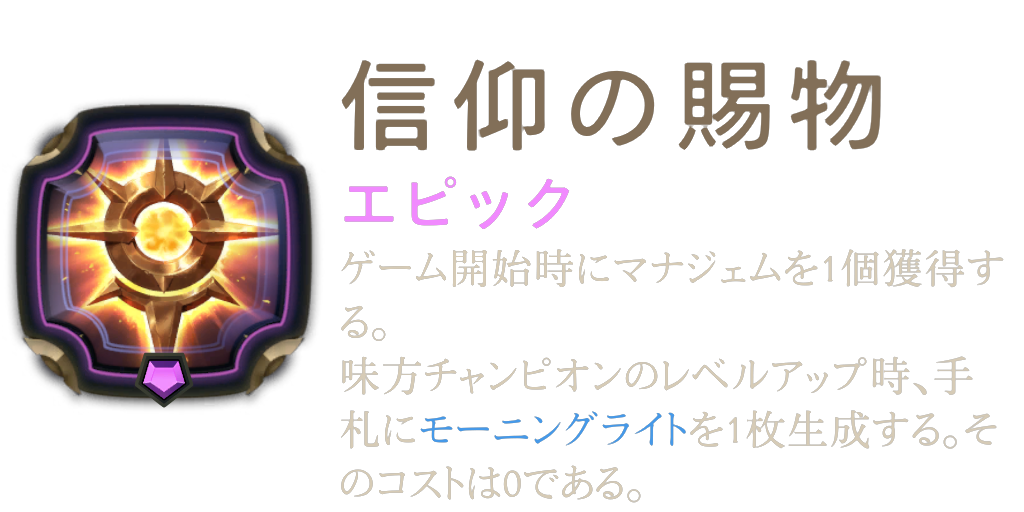 信仰の賜物
エピック
ゲーム開始時にマナジェムを1個獲得す
る。
味方チャンピオンのレベルアップ時、手
札にモーニングライトを1枚生成する。そ
のコストは0である。